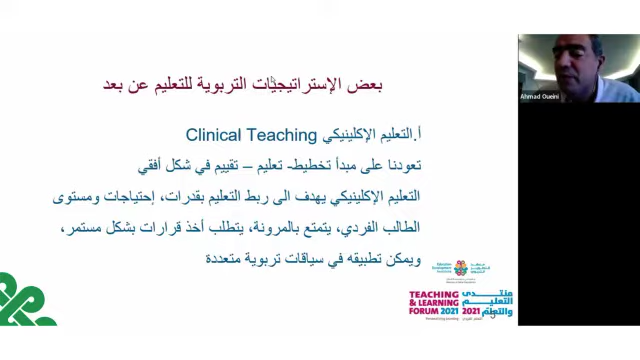 بعض الإستراتيجيّات التربوية للتعليم عن بعد
أ.التعليم الإكلينيكي Clinical Teaching
تعودنا على مبدأ تخطيط- تعليم – تقييم في شكل أفقي
التعليم الإكلينيكي يهدف الى ربط التعليم بقدرات، إحتياجات ومستوى
الطالب الفردي، يتمتع بالمرونة، يتطلب أخذ قرارات بشكل مستمر،
ويمكن تطبيقه في سياقات تربوية متعددة
Ahmad Oueini
TEACHING & LEARNING FORUM 2021
منتدى التعليم والتعلم 2021